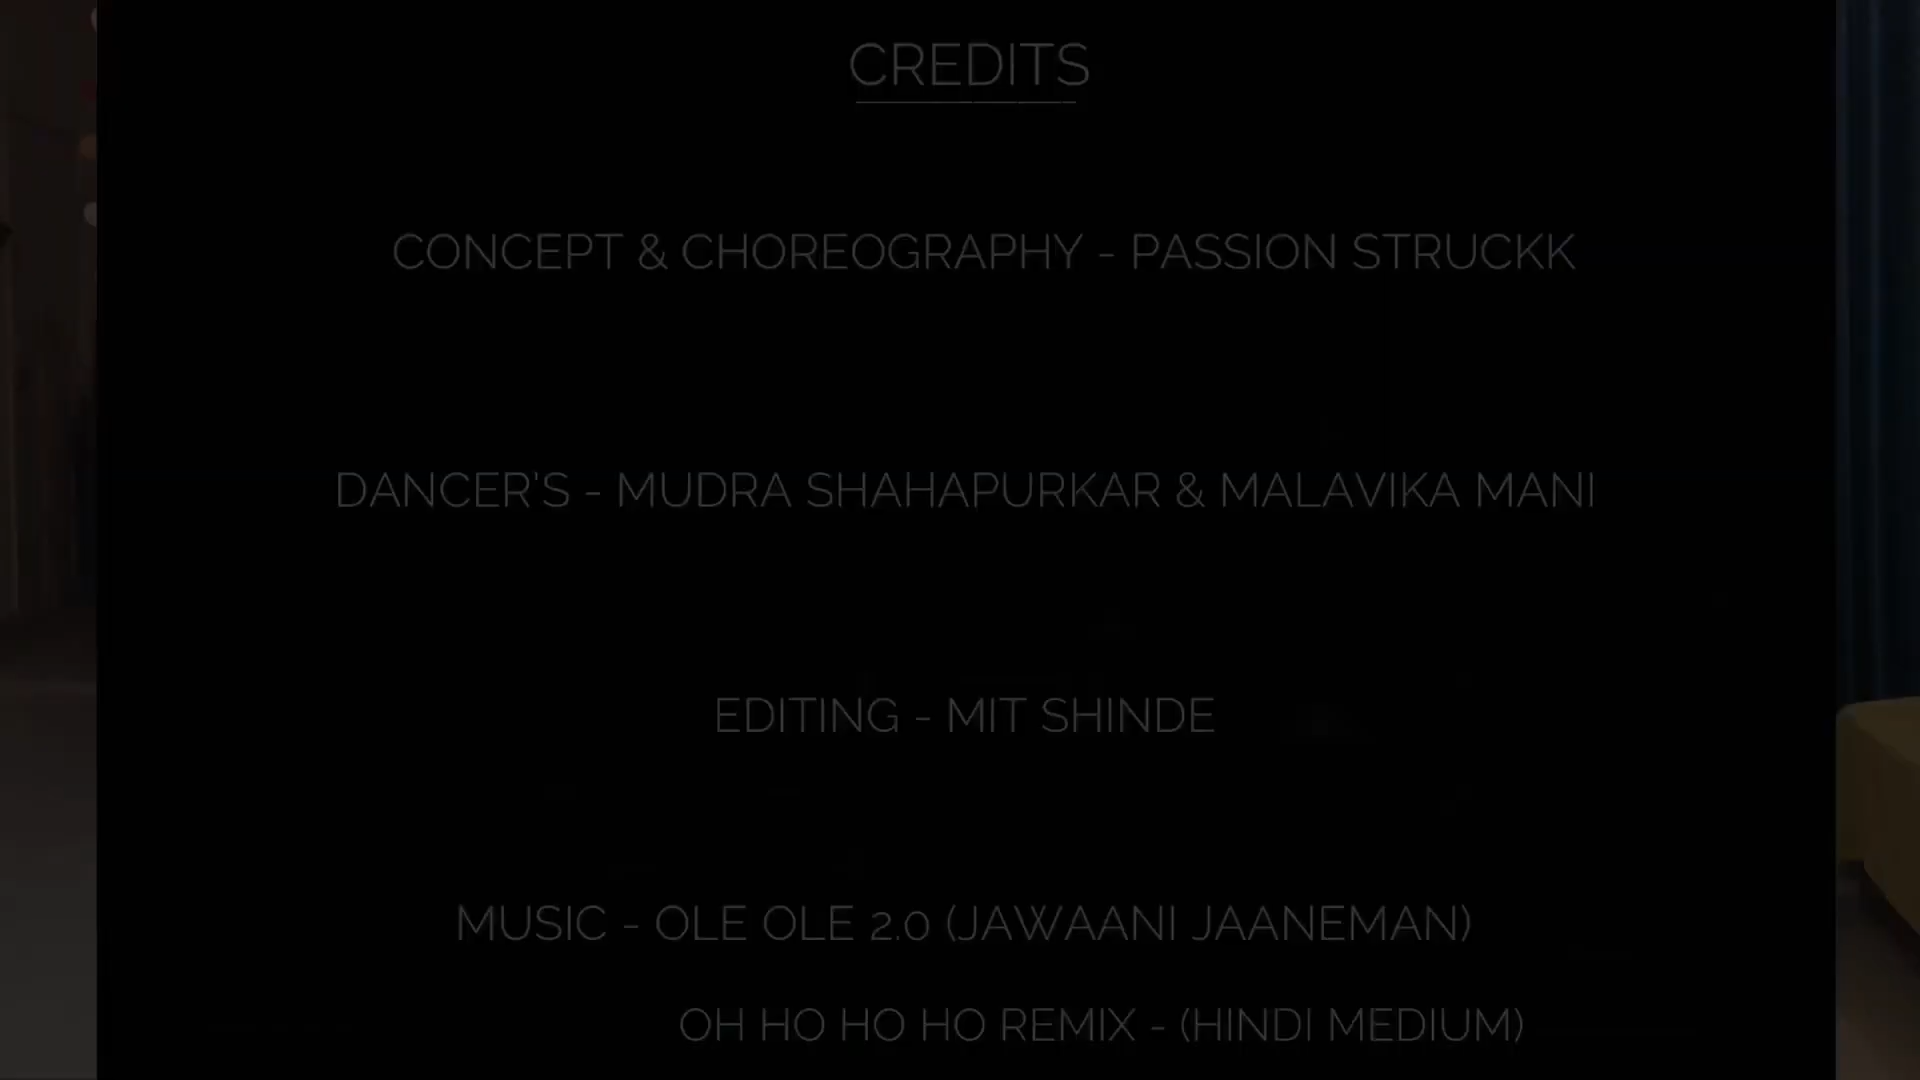 CREDITS
CONCEPT & CHOREOGRAPHY - PASSION STRUCKK
DANCER'S - MUDRA SHAHAPURKAR & MALAVIKA MANI
EDITING - MIT SHINDE
MUSIC - OLE OLE 2.0 (JAWAANI JAANEMAN)
OH HO HO HO REMIX - (HINDI MEDIUM)